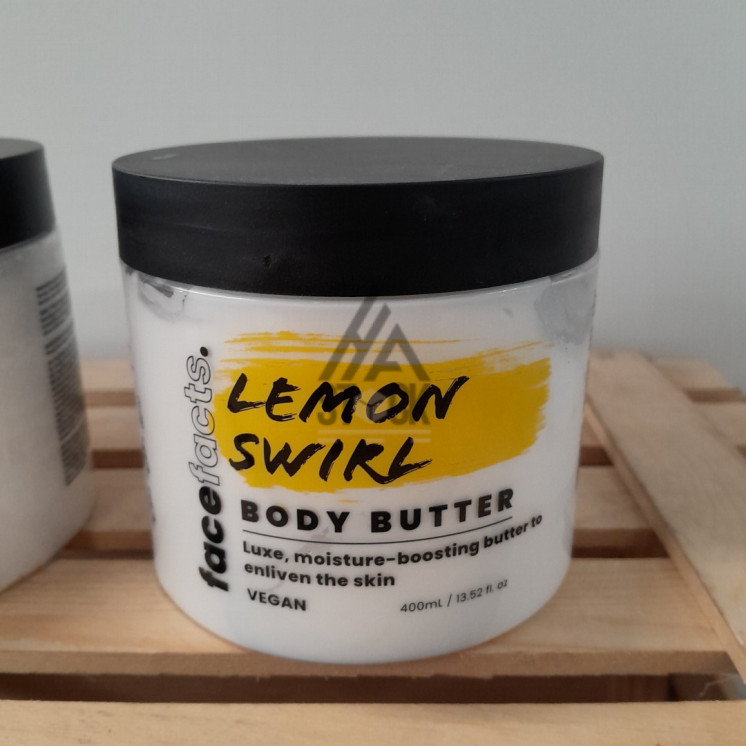 facefacts.
LEMON
SWIRL
BODY BUTTER
Luxe, moisture-boosting butter to
enliven the skin
VEGAN
400mL / 13.52 fl. oz